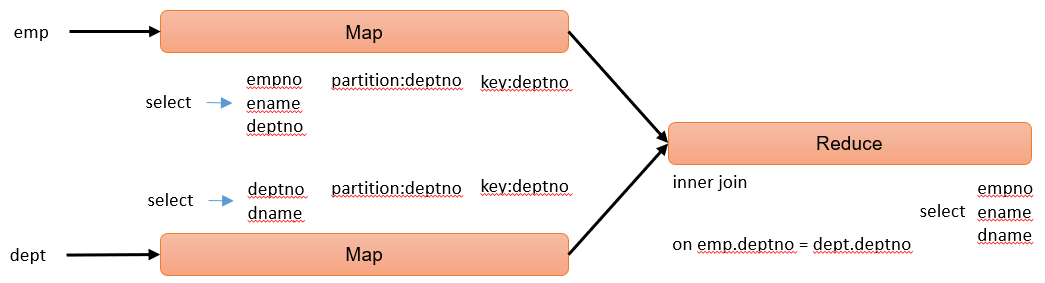 emp
Map
select
empno
ename
deptno
partition:deptno
key:deptno
select
deptno
dname
partition:deptno
key:deptno
dept
Map
Reduce
inner join
on emp.deptno = dept.deptno
select
empno
ename
dname